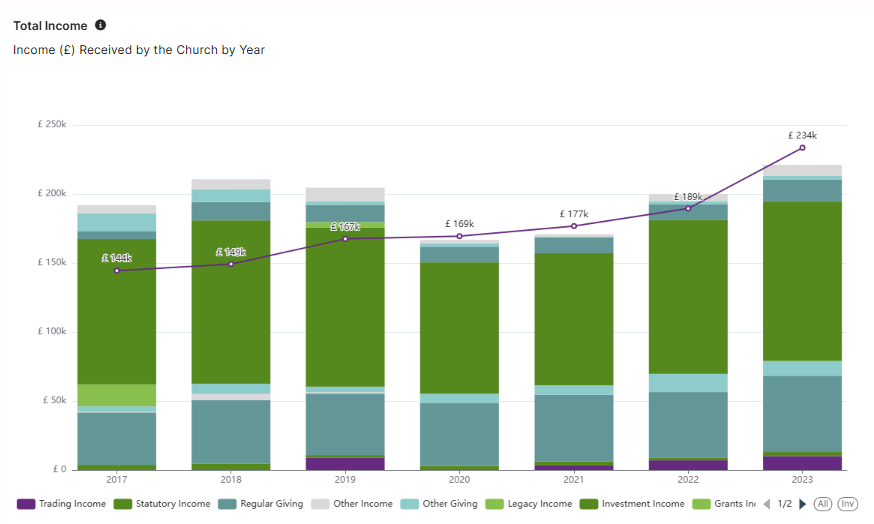 Total Income
Income (£) Received by the Church by Year
£ 250k
£ 200k
£ 150k
£ 100k
£ 50k
£ 0
£ 144k
£ 149k
£ 167k
£ 169k
£ 177k
£ 189k
£ 234k
2017 2018 2019 2020 2021 2022 2023
Trading Income Statutory Income Regular Giving Other Income Other Giving Legacy Income Investment Income Grants Inc 1/2 All Inv